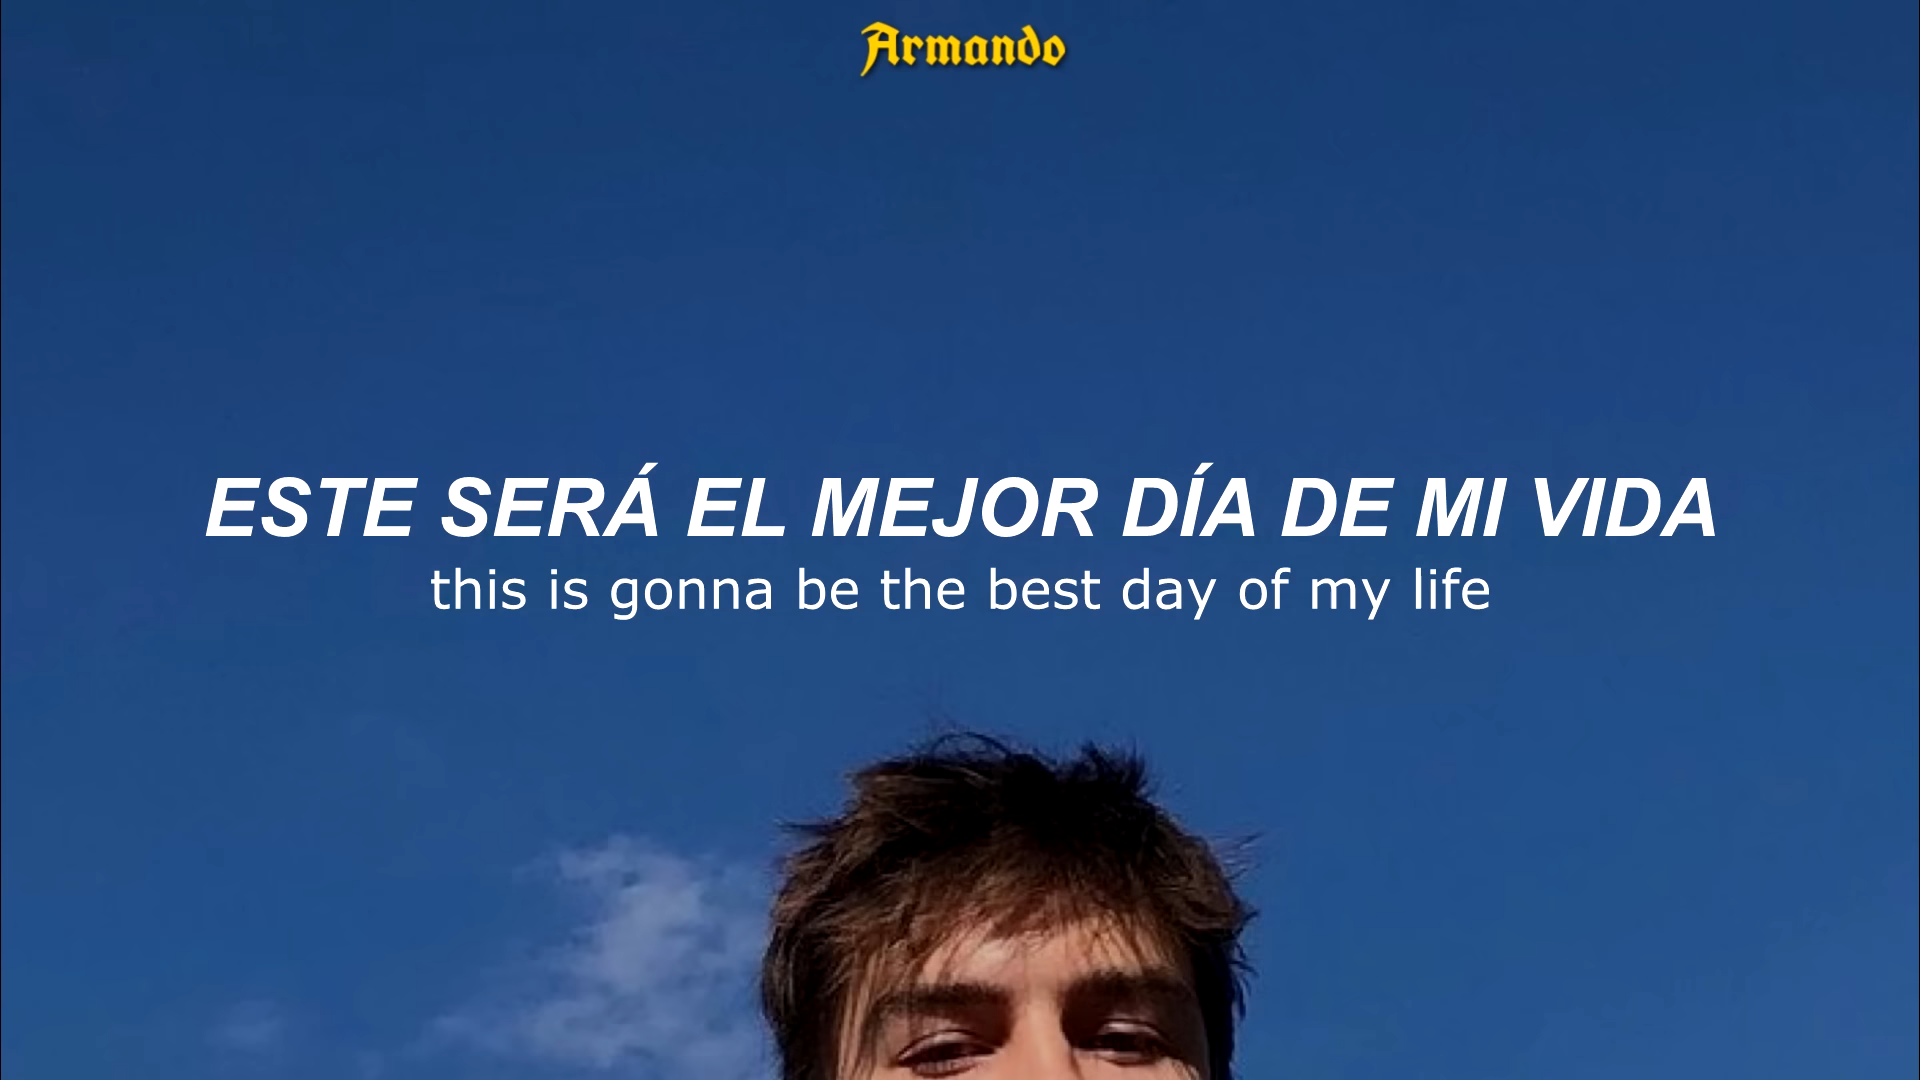 Armando
ESTE SERÁ EL MEJOR DÍA DE MI VIDA
this is gonna be the best day of my life